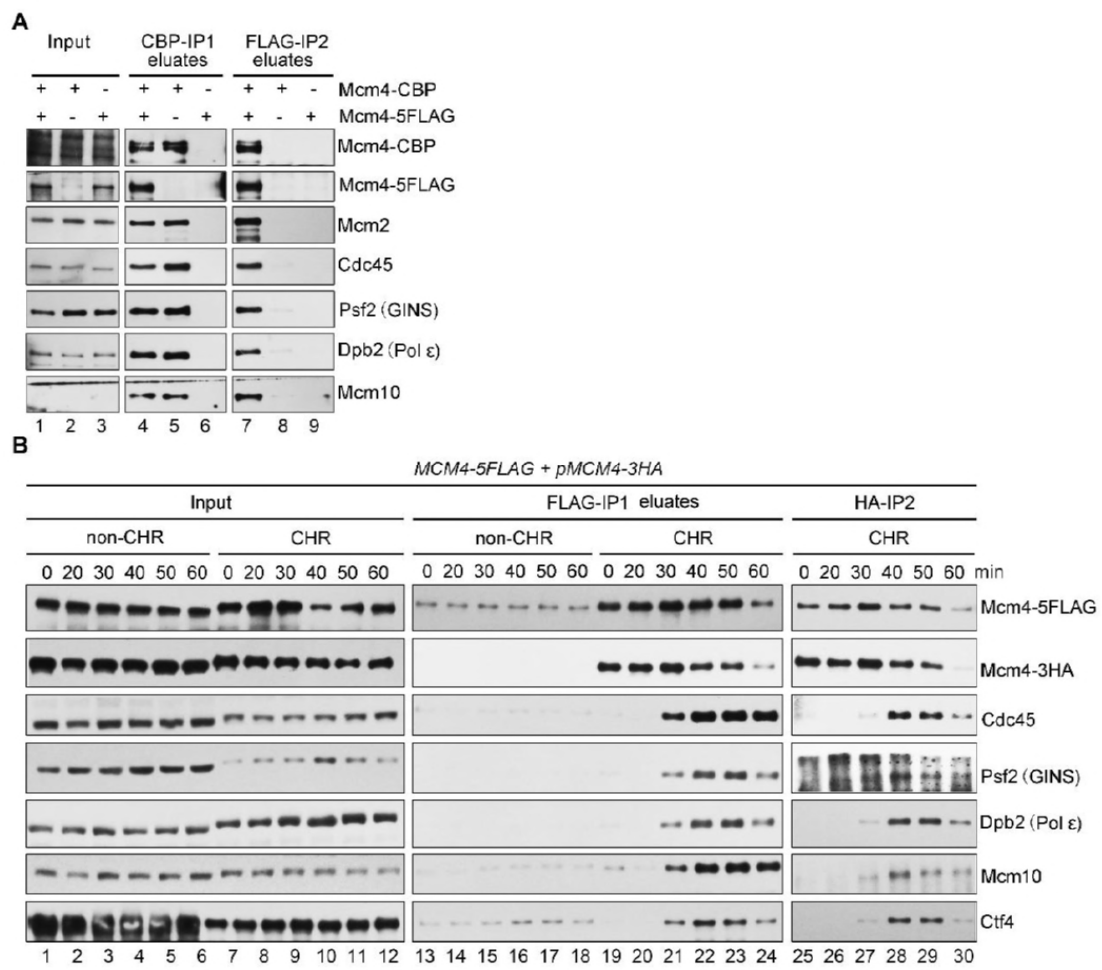 A
Input CBP-IP1 eluates FLAG-IP2 eluates
+ + - + + - + + - Mcm4-CBP
+ - + + - + + - + Mcm4-5FLAG
Mcm4-CBP
Mcm4-5FLAG
Mcm2
Cdc45
Psf2 (GINS)
Dpb2 (Pol ε)
Mcm10
1 2 3 4 5 6 7 8 9
B
MCM4-5FLAG + pMCM4-3HA
Input FLAG-IP1 eluates HA-IP2
non-CHR CHR non-CHR CHR CHR
0 20 30 40 50 60 0 20 30 40 50 60 0 20 30 40 50 60 0 20 30 40 50 60 0 20 30 40 50 60 min
Mcm4-5FLAG
Mcm4-3HA
Cdc45
Psf2 (GINS)
Dpb2 (Pol ε)
Mcm10
Ctf4
1 2 3 4 5 6 7 8 9 10 11 12 13 14 15 16 17 18 19 20 21 22 23 24 25 26 27 28 29 30